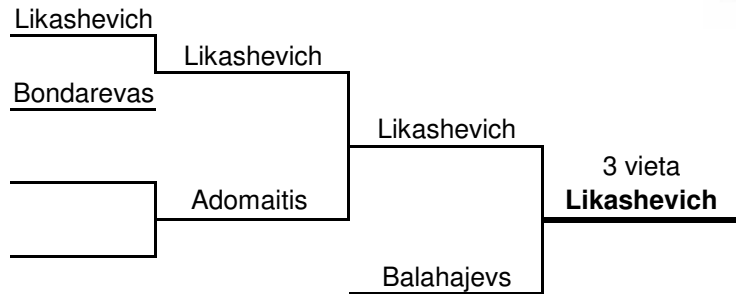 Likashevich
Likashevich
Bondarevas
Likashevich
3 vieta
Adomaitis
Likashevich
Balahajevs